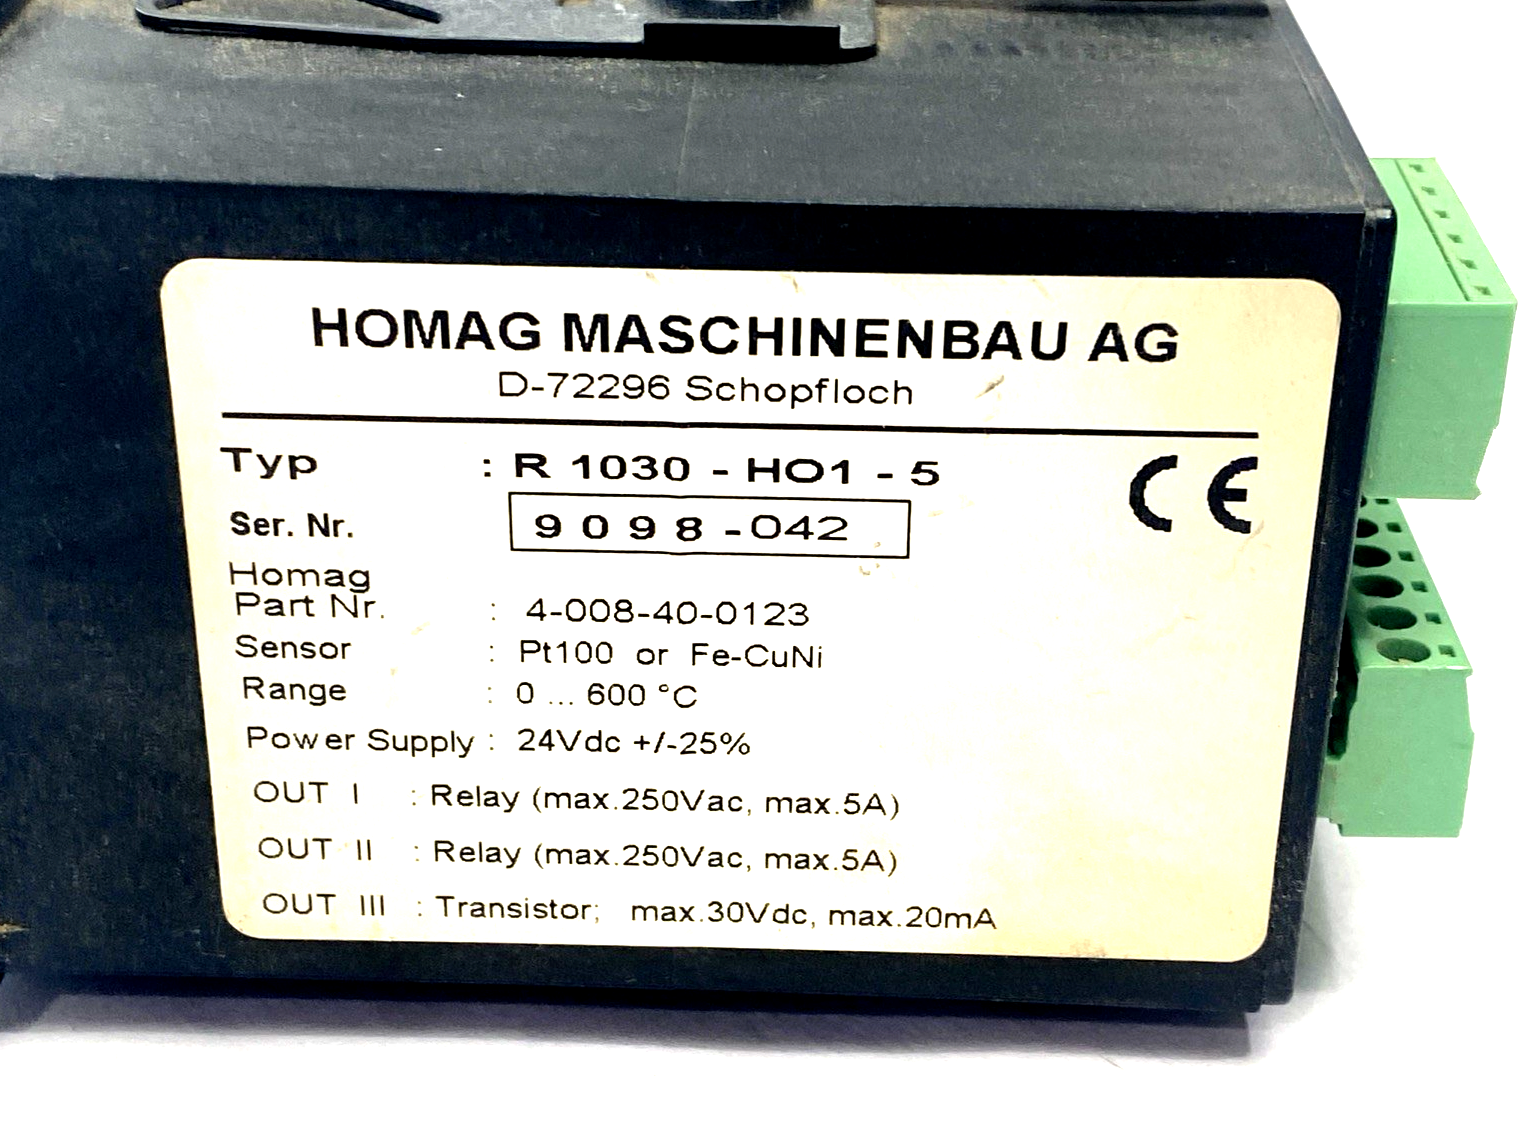 HOMAG MASCHINENBAU AG
D-72296 Schopfloch
Typ : R 1030 - HO1 - 5
CE
Ser. Nr. 9098-042
Homag
Part Nr. : 4-008-40-0123
Sensor : Pt100 or Fe-CuNi
Range : 0 ... 600 °C
Power Supply : 24Vdc +/-25%
OUT I : Relay (max.250Vac, max.5A)
OUT II : Relay (max.250Vac, max.5A)
OUT III : Transistor; max.30Vdc, max.20mA